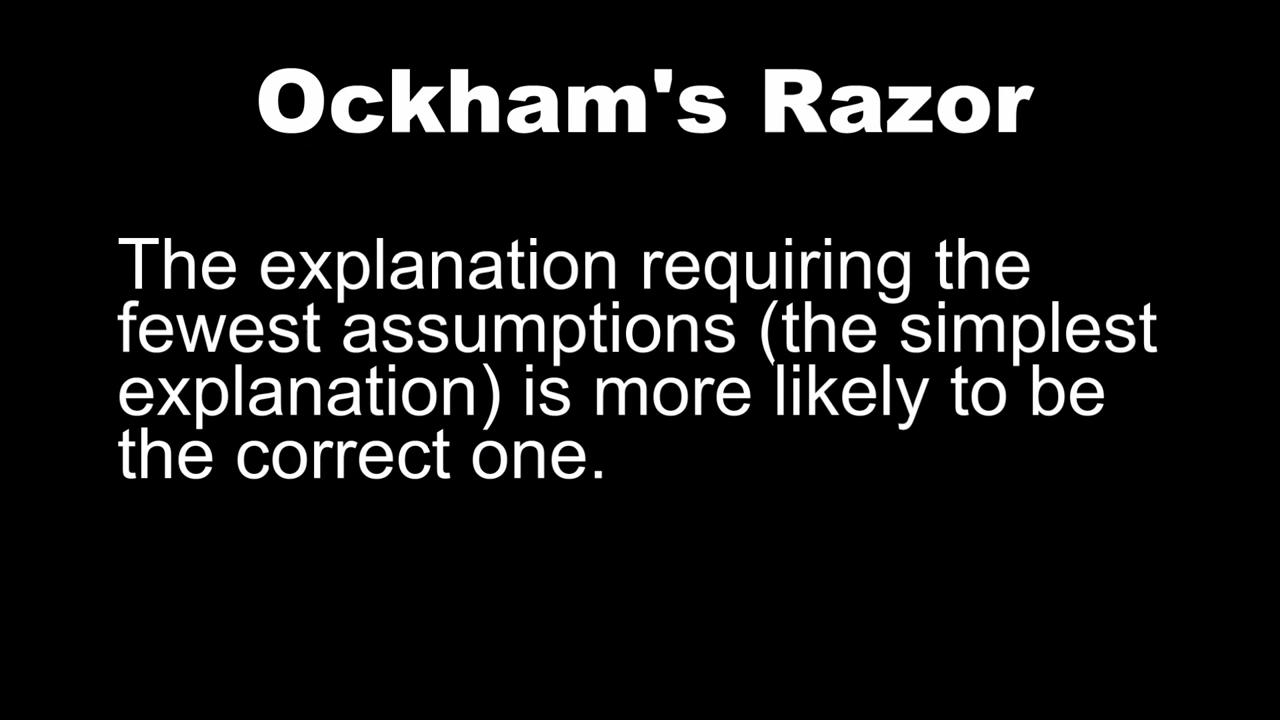 Ockham's Razor
The explanation requiring the
fewest assumptions (the simplest
explanation) is more likely to be
the correct one.